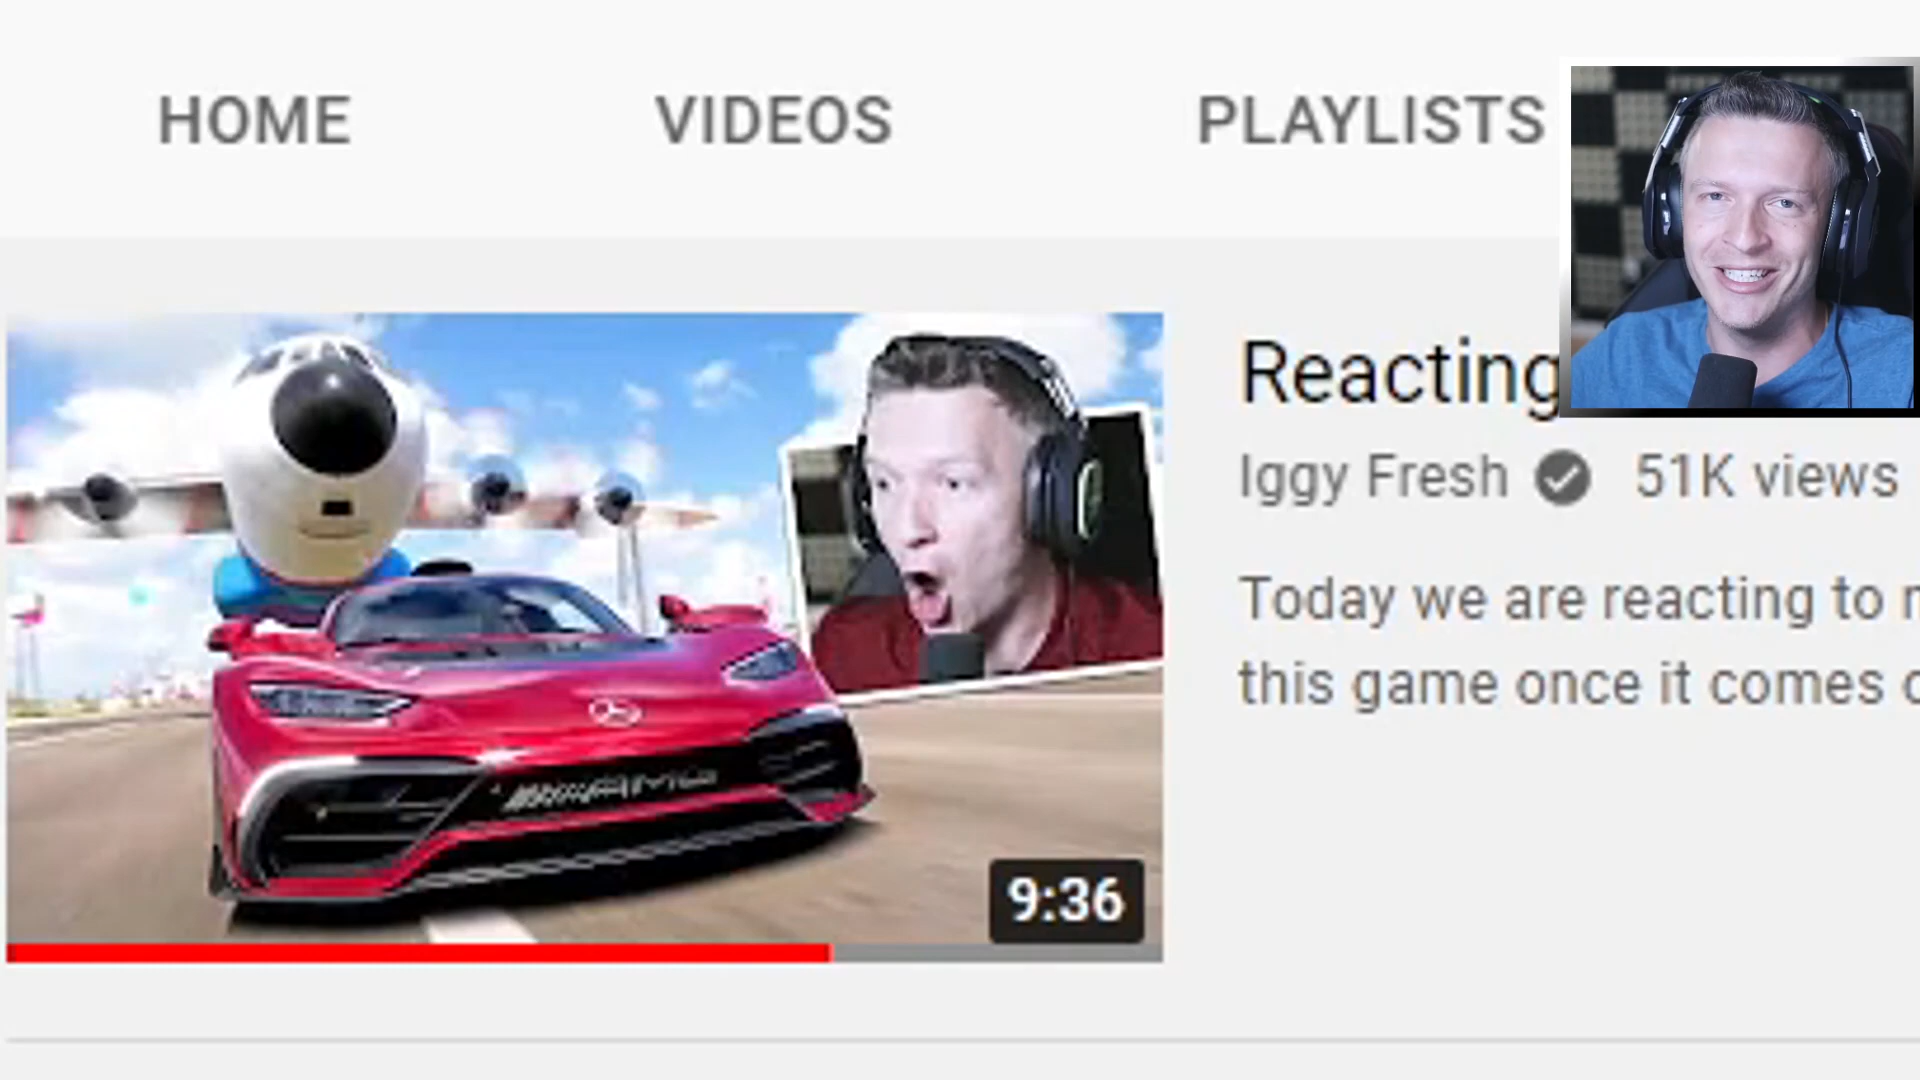 HOME VIDEOS PLAYLISTS
Reacting
Iggy Fresh 51K views
Today we are reacting to
this game once it comes
AMG
9:36